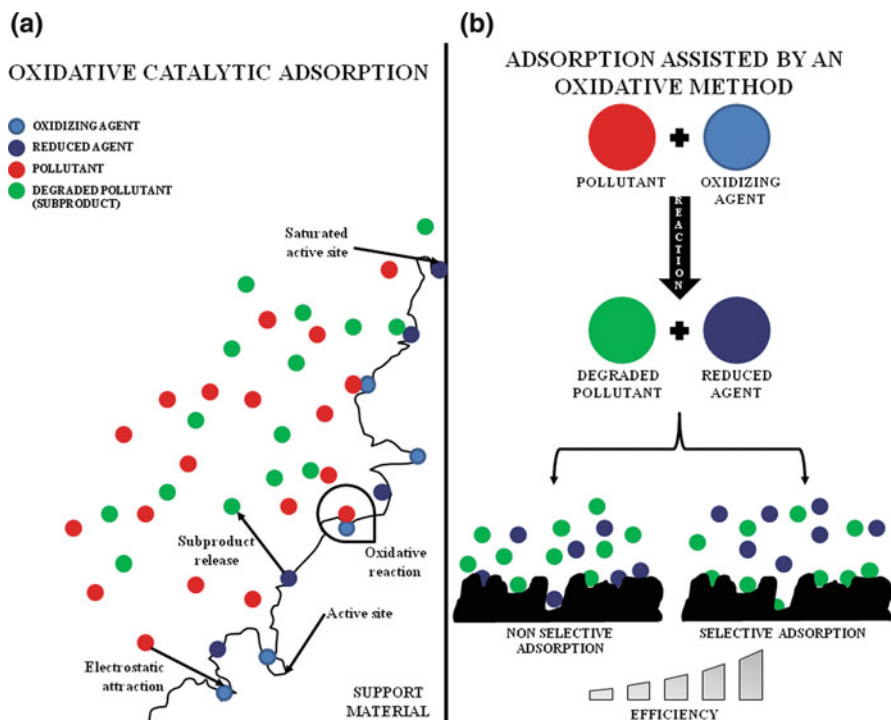 (a)
OXIDATIVE CATALYTIC ADSORPTION
OXIDIZING AGENT
REDUCED AGENT
POLLUTANT
DEGRADED POLLUTANT
(SUBPRODUCT)
Saturated
active site
Subproduct
release
Oxidative
reaction
Active site
Electrostatic
attraction
SUPPORT
MATERIAL
(b)
ADSORPTION ASSISTED BY AN
OXIDATIVE METHOD
POLLUTANT
OXIDIZING
AGENT
REACTION
DEGRADED
POLLUTANT
REDUCED
AGENT
NON SELECTIVE
ADSORPTION
SELECTIVE ADSORPTION
EFFICIENCY